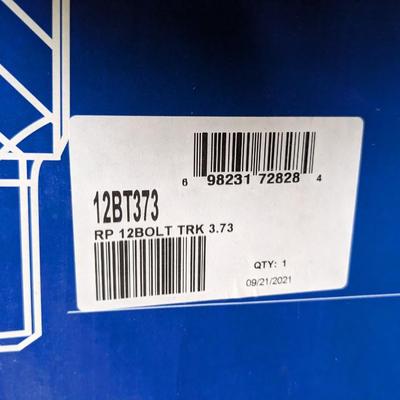 6 98231 72828 4
12BT373
RP 12BOLT TRK 3.73
QTY: 1
09/21/2021